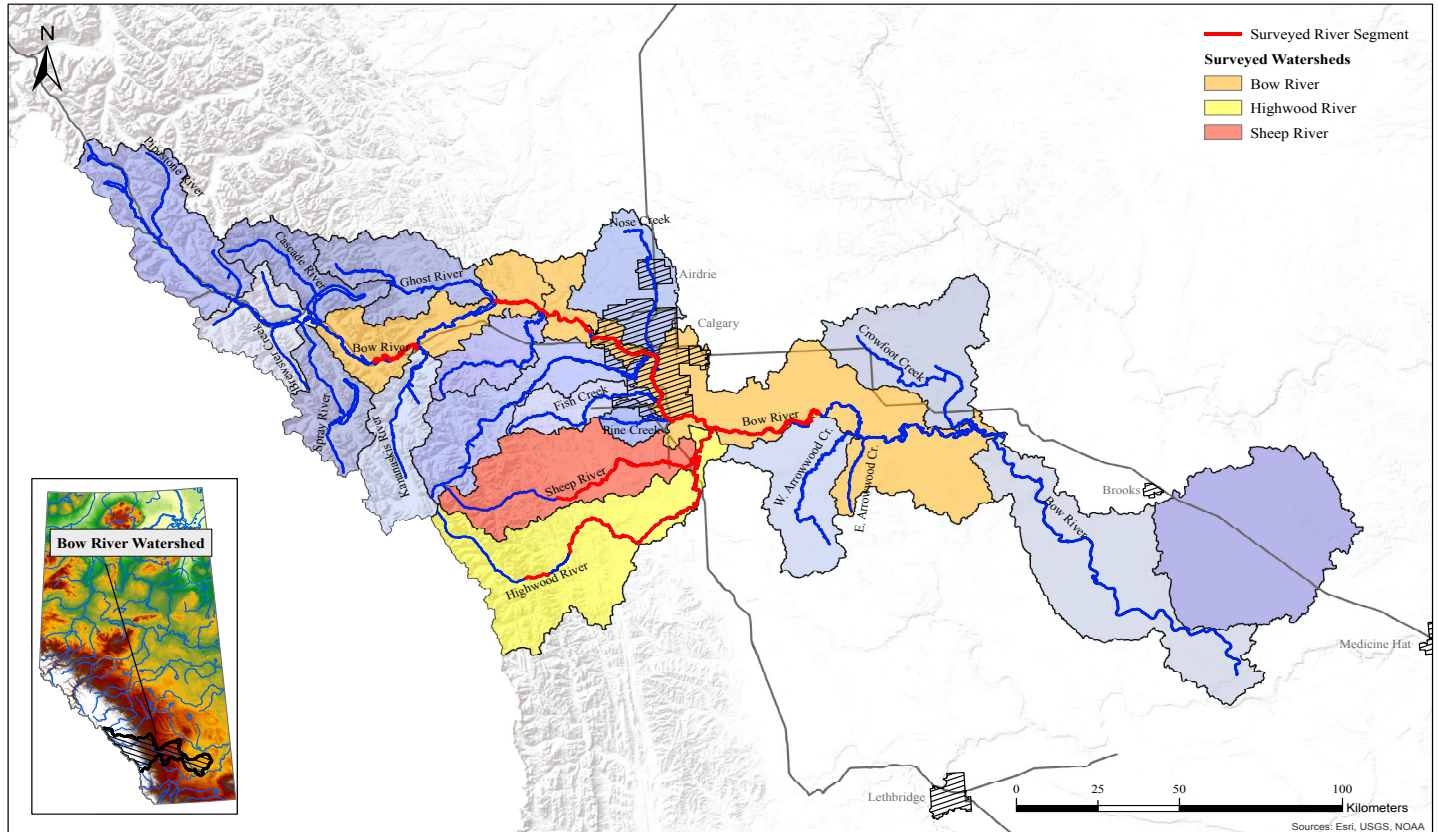 N
Surveyed River Segment
Surveyed Watersheds
Bow River
Highwood River
Sheep River
Pipestone River
Nose Creek
Cascade River
Ghost River
Airdrie
Calgary
Bow River
Brewster Creek
Crowfoot Creek
Fish Creek
Spray River
Kananaskis River
Pine Creek
Bow River
W. Arrowwood Cr.
E. Arrowwood Cr.
Sheep River
Brooks
Bow River
Bow River Watershed
Highwood River
Medicine Hat
Lethbridge
0 25 50 100
Kilometers
Sources: Esri, USGS, NOAA